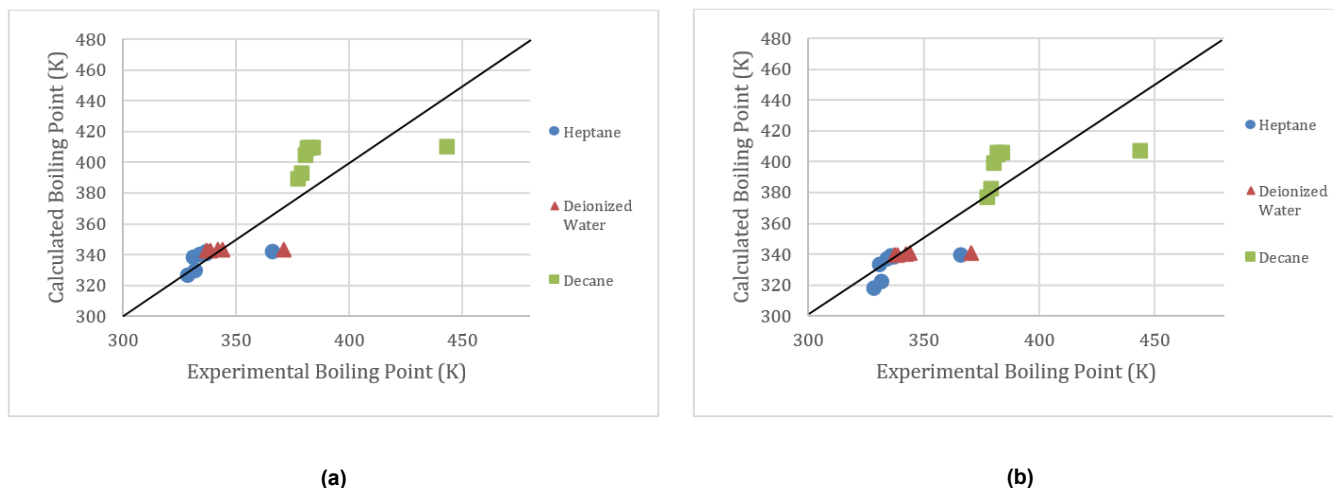 Calculated Boiling Point (K)
480
460
440
420
400
380
360
340
320
300
300
350
400
450
Experimental Boiling Point (K)
Heptane
Deionized
Water
Decane
(a)
Calculated Boiling Point (K)
480
460
440
420
400
380
360
340
320
300
300
350
400
450
Experimental Boiling Point (K)
Heptane
Deionized
Water
Decane
(b)